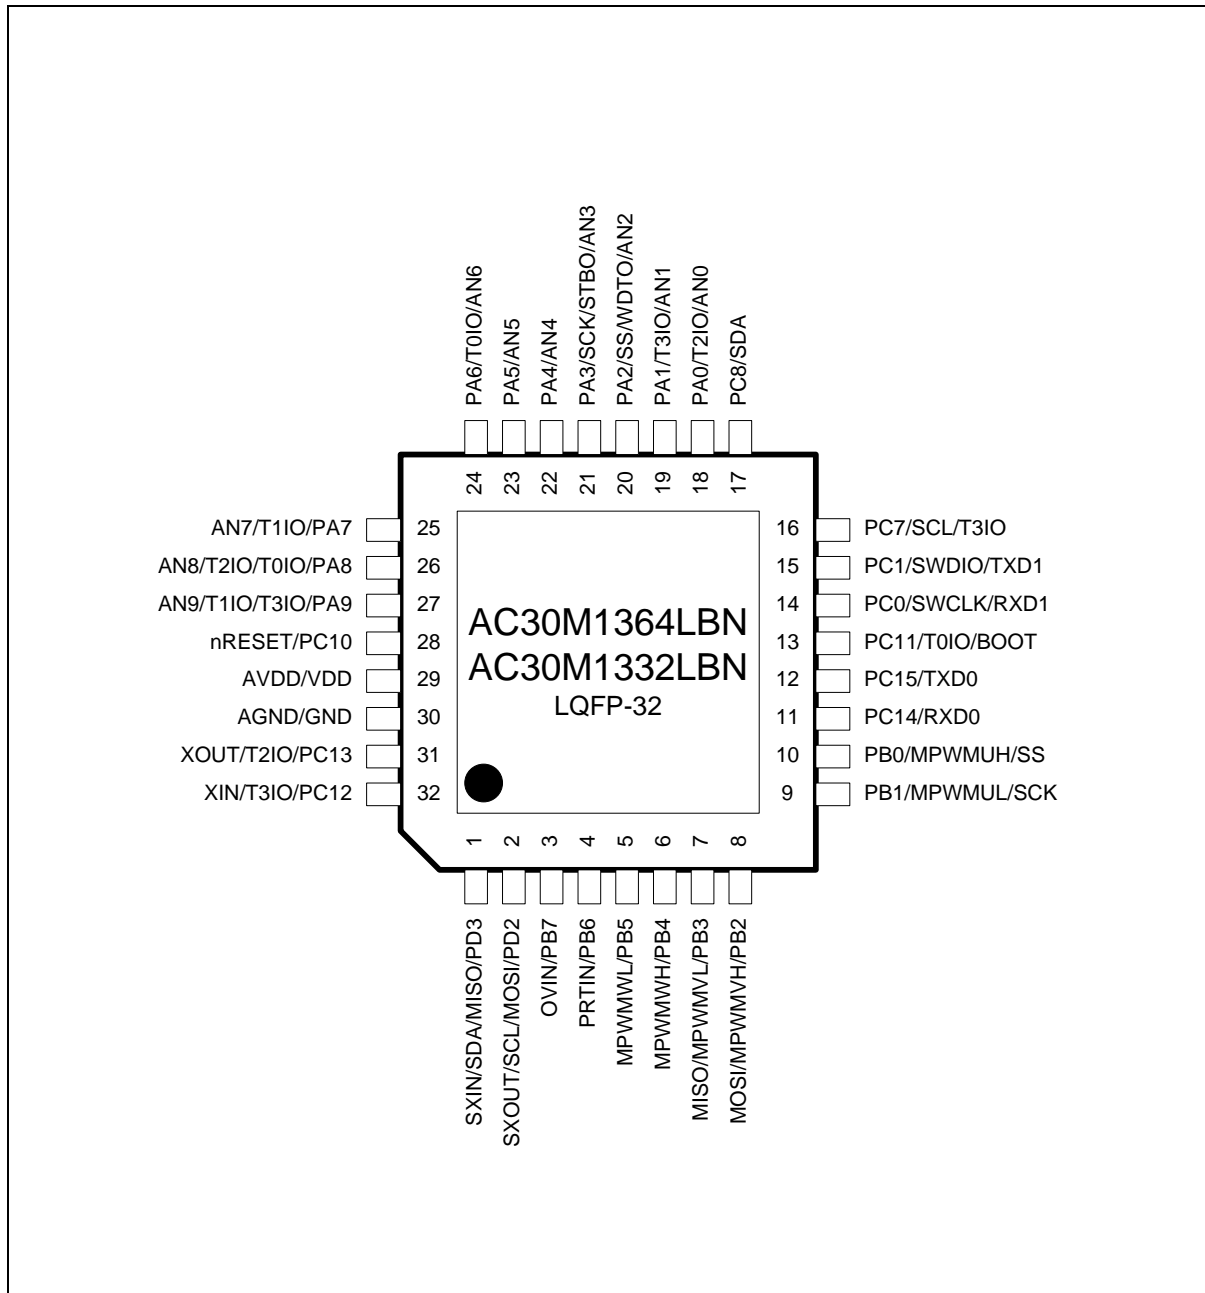 PA6/T0IO/AN6
PA5/AN5
PA4/AN4
PA3/SCK/STBO/AN3
PA2/SS/WDTO/AN2
PA1/T3IO/AN1
PA0/T2IO/AN0
PC8/SDA
24
23
22
21
20
19
18
17
AN7/T1IO/PA7
25
AN8/T2IO/T0IO/PA8
26
AN9/T1IO/T3IO/PA9
27
nRESET/PC10
28
AVDD/VDD
29
AGND/GND
30
XOUT/T2IO/PC13
31
XIN/T3IO/PC12
32
AC30M1364LBN
AC30M1332LBN
LQFP-32
16
PC7/SCL/T3IO
15
PC1/SWDIO/TXD1
14
PC0/SWCLK/RXD1
13
PC11/T0IO/BOOT
12
PC15/TXD0
11
PC14/RXD0
10
PB0/MPWMUH/SS
9
PB1/MPWMUL/SCK
1
2
3
4
5
6
7
8
SXIN/SDA/MISO/PD3
SXOUT/SCL/MOSI/PD2
OVIN/PB7
PRTIN/PB6
MPWMWL/PB5
MPWMWH/PB4
MISO/MPWMVL/PB3
MOSI/MPWMVH/PB2